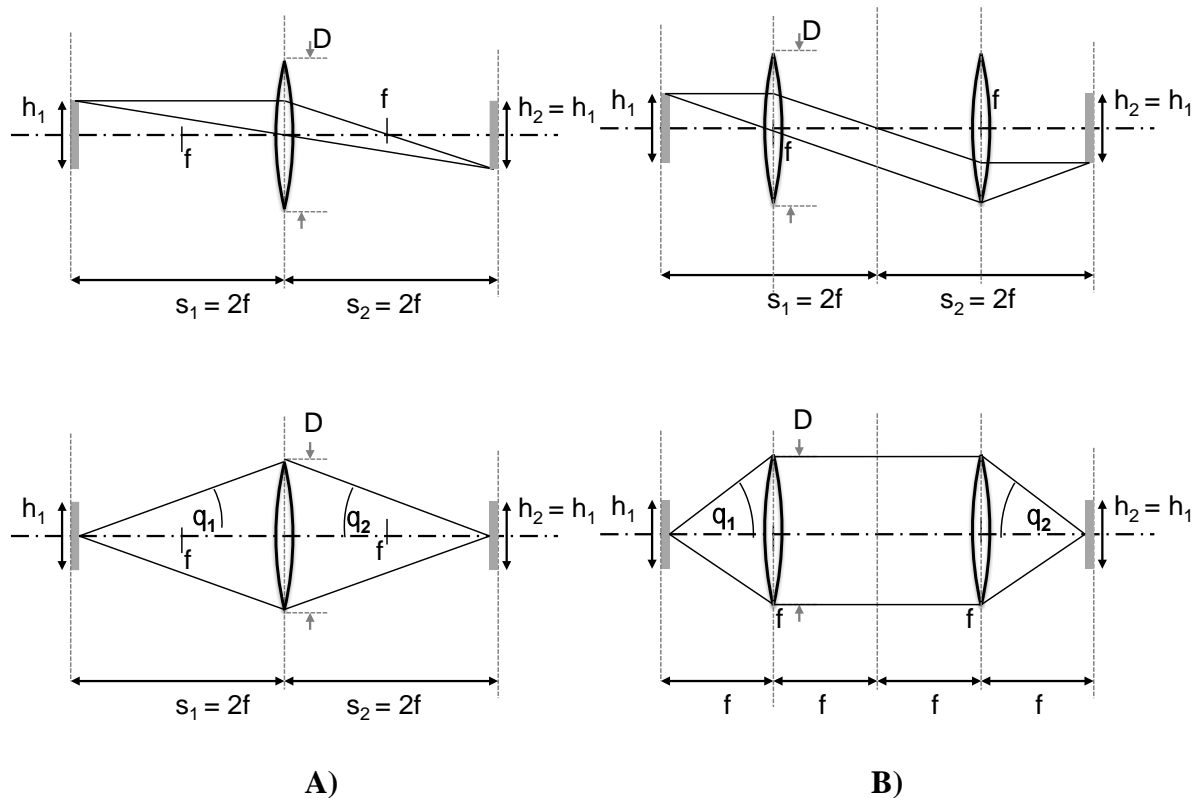 D
h₁
f
f
h₂ = h₁
s₁ = 2f
s₂ = 2f
D
h₁
f
f
h₂ = h₁
s₁ = 2f
s₂ = 2f
D
h₁
q₁
f
q₂
f
h₂ = h₁
s₁ = 2f
s₂ = 2f
D
h₁
q₁
f
f
q₂
h₂ = h₁
f
f
f
f
A)
B)